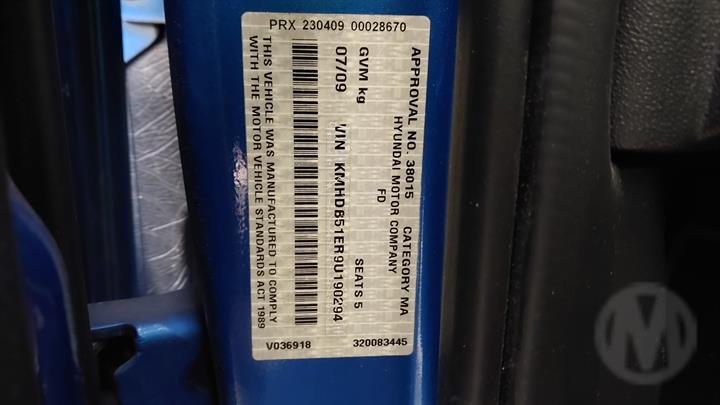 PRX 230409 00028670
APPROVAL NO. 38015 CATEGORY MA
HYUNDAI MOTOR COMPANY
FD
GVM kg SEATS 5
07/09 VIN KMHDB51ER9U190294
THIS VEHICLE WAS MANUFACTURED TO COMPLY
WITH THE MOTOR VEHICLE STANDARDS ACT 1989
V036918 320083445
M